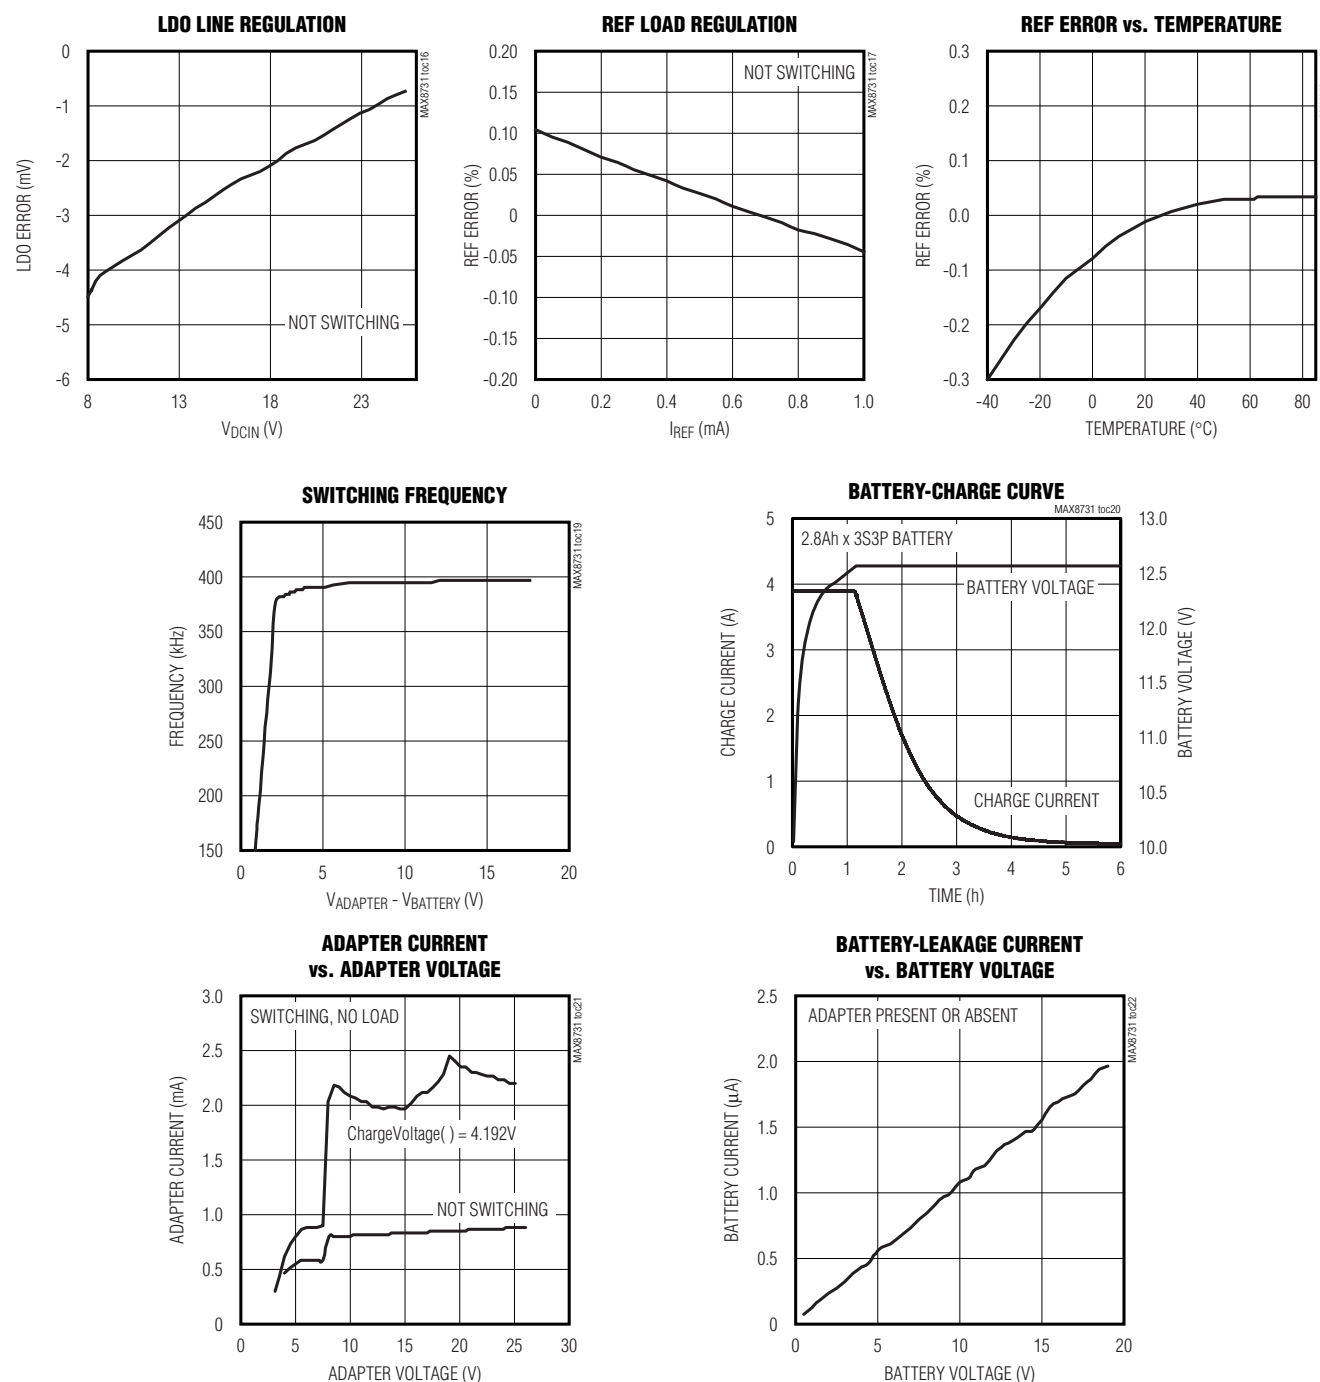 LDO LINE REGULATION
0
-1
-2
-3
-4
-5
-6
LDO ERROR (mV)
NOT SWITCHING
MAX8731 toc16
8 13 18 23
VDCIN (V)
REF LOAD REGULATION
0.20
0.15
0.10
0.05
0
-0.05
-0.10
-0.15
-0.20
REF ERROR (%)
NOT SWITCHING
MAX8731 toc17
0 0.2 0.4 0.6 0.8 1.0
IREF (mA)
REF ERROR vs. TEMPERATURE
0.3
0.2
0.1
0.0
-0.1
-0.2
-0.3
REF ERROR (%)
-40 -20 0 20 40 60 80
TEMPERATURE (°C)
SWITCHING FREQUENCY
450
400
350
300
250
200
150
FREQUENCY (kHz)
MAX8731 toc19
0 5 10 15 20
VADAPTER - VBATTERY (V)
BATTERY-CHARGE CURVE
MAX8731 toc20
5
4
3
2
1
0
CHARGE CURRENT (A)
2.8Ah x 3S3P BATTERY
BATTERY VOLTAGE
CHARGE CURRENT
13.0
12.5
12.0
11.5
11.0
10.5
10.0
BATTERY VOLTAGE (V)
0 1 2 3 4 5 6
TIME (h)
ADAPTER CURRENT
vs. ADAPTER VOLTAGE
3.0
2.5
2.0
1.5
1.0
0.5
0
ADAPTER CURRENT (mA)
SWITCHING, NO LOAD
ChargeVoltage( ) = 4.192V
NOT SWITCHING
MAX8731 toc21
0 5 10 15 20 25 30
ADAPTER VOLTAGE (V)
BATTERY-LEAKAGE CURRENT
vs. BATTERY VOLTAGE
2.5
2.0
1.5
1.0
0.5
0
BATTERY CURRENT (µA)
ADAPTER PRESENT OR ABSENT
MAX8731 toc22
0 5 10 15 20
BATTERY VOLTAGE (V)